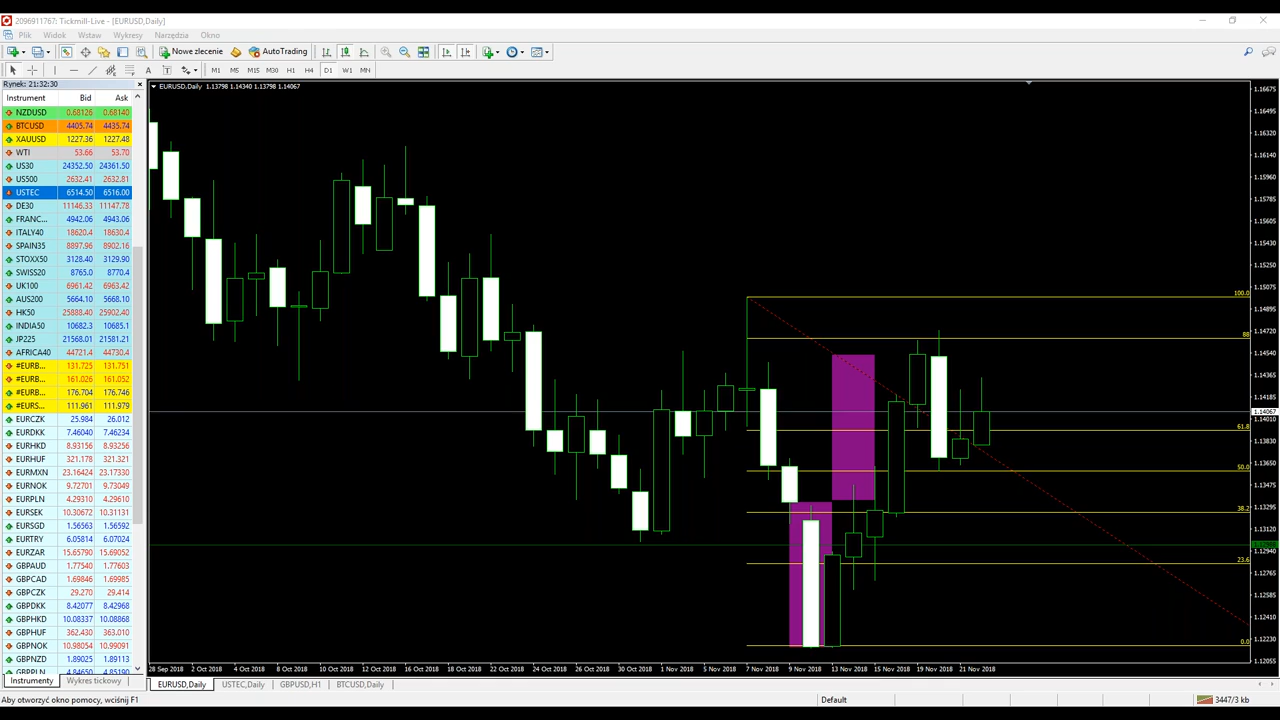 2096911767: Tickmill-Live - [EURUSD,Daily]
Plik Widok Wstaw Wykresy Narzędzia Okno
Nowe zlecenie AutoTrading
A T M1 M5 M15 M30 H1 H4 D1 W1 MN
Rynek: 21:32:30
Instrument Bid Ask
NZDUSD 0.68126 0.68140
BTCUSD 4405.74 4435.74
XAUUSD 1227.36 1227.48
WTI 53.66 53.70
US30 24352.50 24361.50
US500 2632.41 2632.81
USTEC 6514.50 6516.00
DE30 11146.33 11147.78
FRANC... 4942.06 4943.06
ITALY40 18620.4 18630.4
SPAIN35 8897.96 8902.16
STOXX50 3128.40 3129.90
SWISS20 8765.0 8770.4
UK100 6961.42 6963.42
AUS200 5664.10 5668.10
HK50 25888.40 25902.40
INDIA50 10682.3 10685.1
JP225 21568.01 21581.21
AFRICA40 44721.4 44730.4
#EURB... 131.725 131.751
#EURB... 161.026 161.052
#EURB... 176.704 176.746
#EURS... 111.961 111.979
EURCZK 25.984 26.012
EURDKK 7.46040 7.46234
EURHKD 8.93156 8.93256
EURHUF 321.178 321.321
EURMXN 23.16424 23.17330
EURNOK 9.72701 9.73049
EURPLN 4.29310 4.29610
EURSEK 10.30672 10.31131
EURSGD 1.56563 1.56592
EURTRY 6.05814 6.07024
EURZAR 15.65790 15.69052
GBPAUD 1.77540 1.77603
GBPCAD 1.69846 1.69985
GBPCZK 29.270 29.414
GBPDKK 8.42077 8.42968
GBPHKD 10.08337 10.08868
GBPHUF 362.430 363.010
GBPNOK 10.98054 10.99091
GBPNZD 1.89025 1.89113
GBPPLN 4.84650 4.85190
Instrumenty Wykres tickowy
EURUSD,Daily 1.13798 1.14340 1.13798 1.14067
100.0
88
61.8
50.0
38.2
23.6
0.0
1.16675
1.16495
1.16320
1.16140
1.15960
1.15785
1.15605
1.15430
1.15250
1.15075
1.14895
1.14720
1.14540
1.14365
1.14185
1.14067
1.14010
1.13830
1.13650
1.13475
1.13295
1.13120
1.12940
1.12765
1.12585
1.12410
1.12230
1.12055
28 Sep 2018 2 Oct 2018 4 Oct 2018 8 Oct 2018 10 Oct 2018 12 Oct 2018 16 Oct 2018 18 Oct 2018 22 Oct 2018 24 Oct 2018 26 Oct 2018 30 Oct 2018 1 Nov 2018 5 Nov 2018 7 Nov 2018 9 Nov 2018 13 Nov 2018 15 Nov 2018 19 Nov 2018 21 Nov 2018
EURUSD,Daily USTEC,Daily GBPUSD,H1 BTCUSD,Daily
Aby otworzyć okno pomocy, wciśnij F1 Default 3447/3 kb